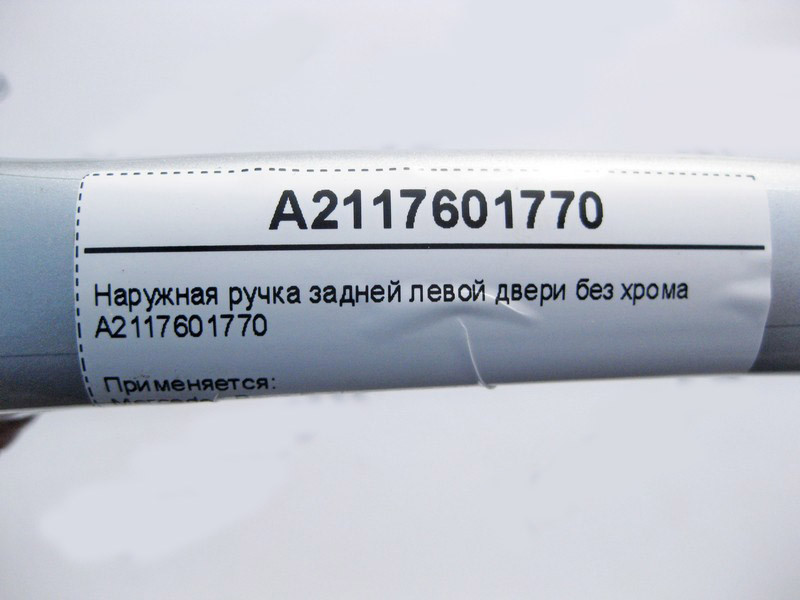 A2117601770
Наружная ручка задней левой двери без хрома
A2117601770
Применяется: